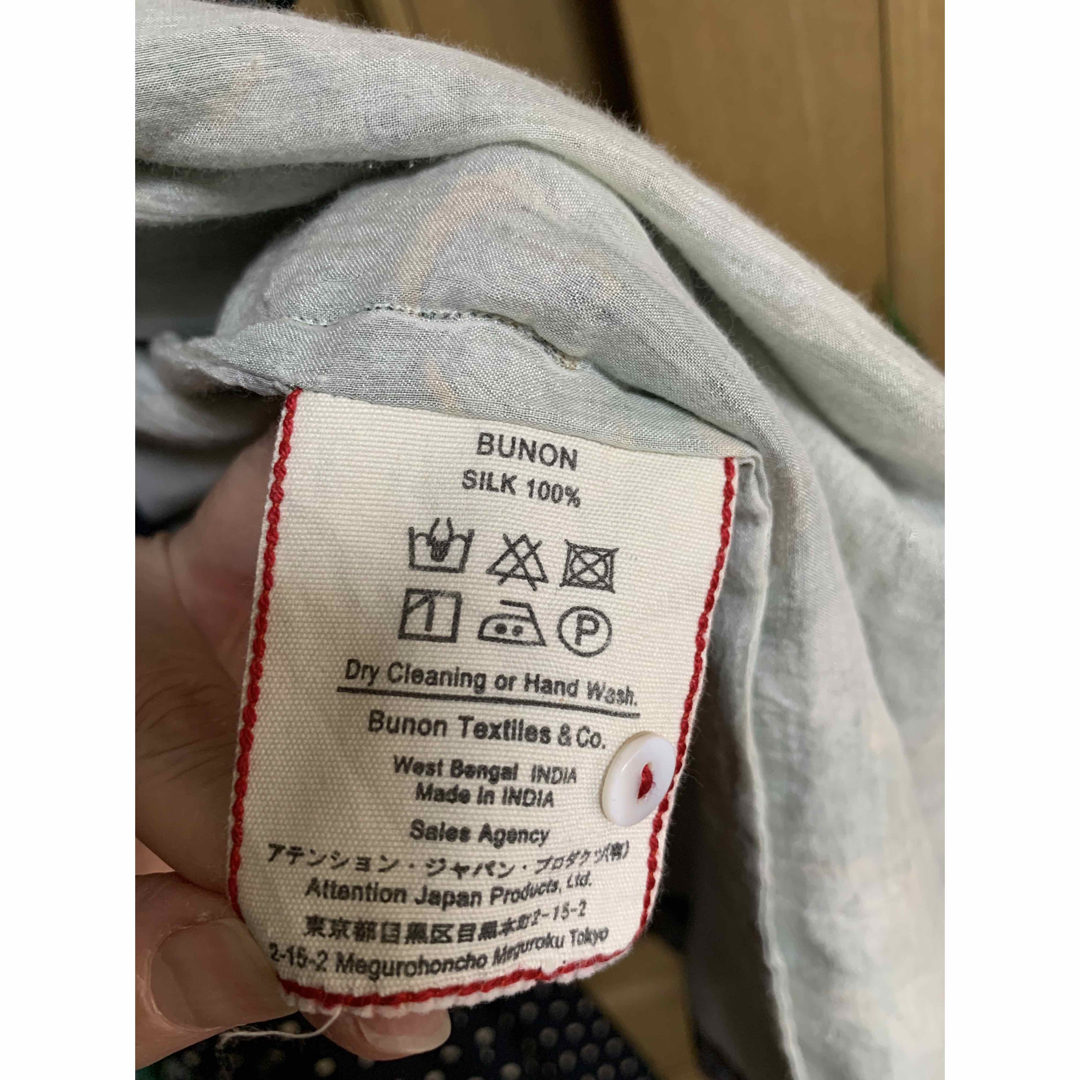 BUNON
SILK 100%
P
Dry Cleaning or Hand Wash.
Bunon Textiles & Co.
West Bengal INDIA
Made in INDIA
Sales Agency
アテンション・ジャパン・プロダクツ(有)
Attention Japan Products, Ltd.
東京都目黒区目黒本町2-15-2
2-15-2 Megurohoncho Meguroku Tokyo